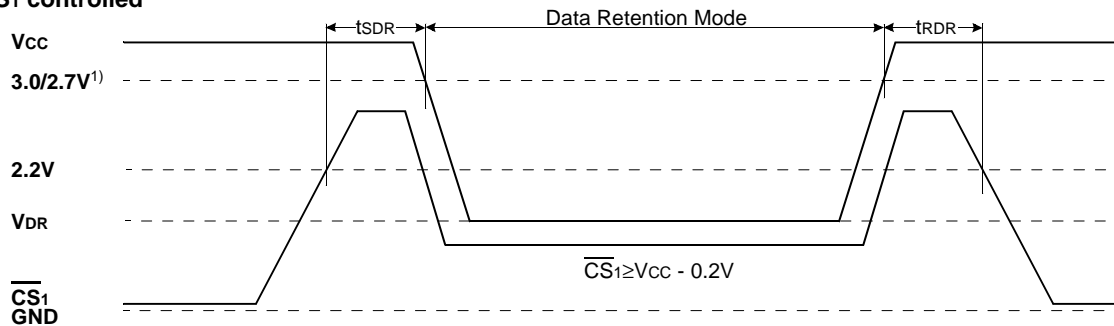 S1 controlled
tSDR
Data Retention Mode
tRDR
VCC
3.0/2.7V1)
2.2V
VDR
CS1≥VCC - 0.2V
CS1
GND